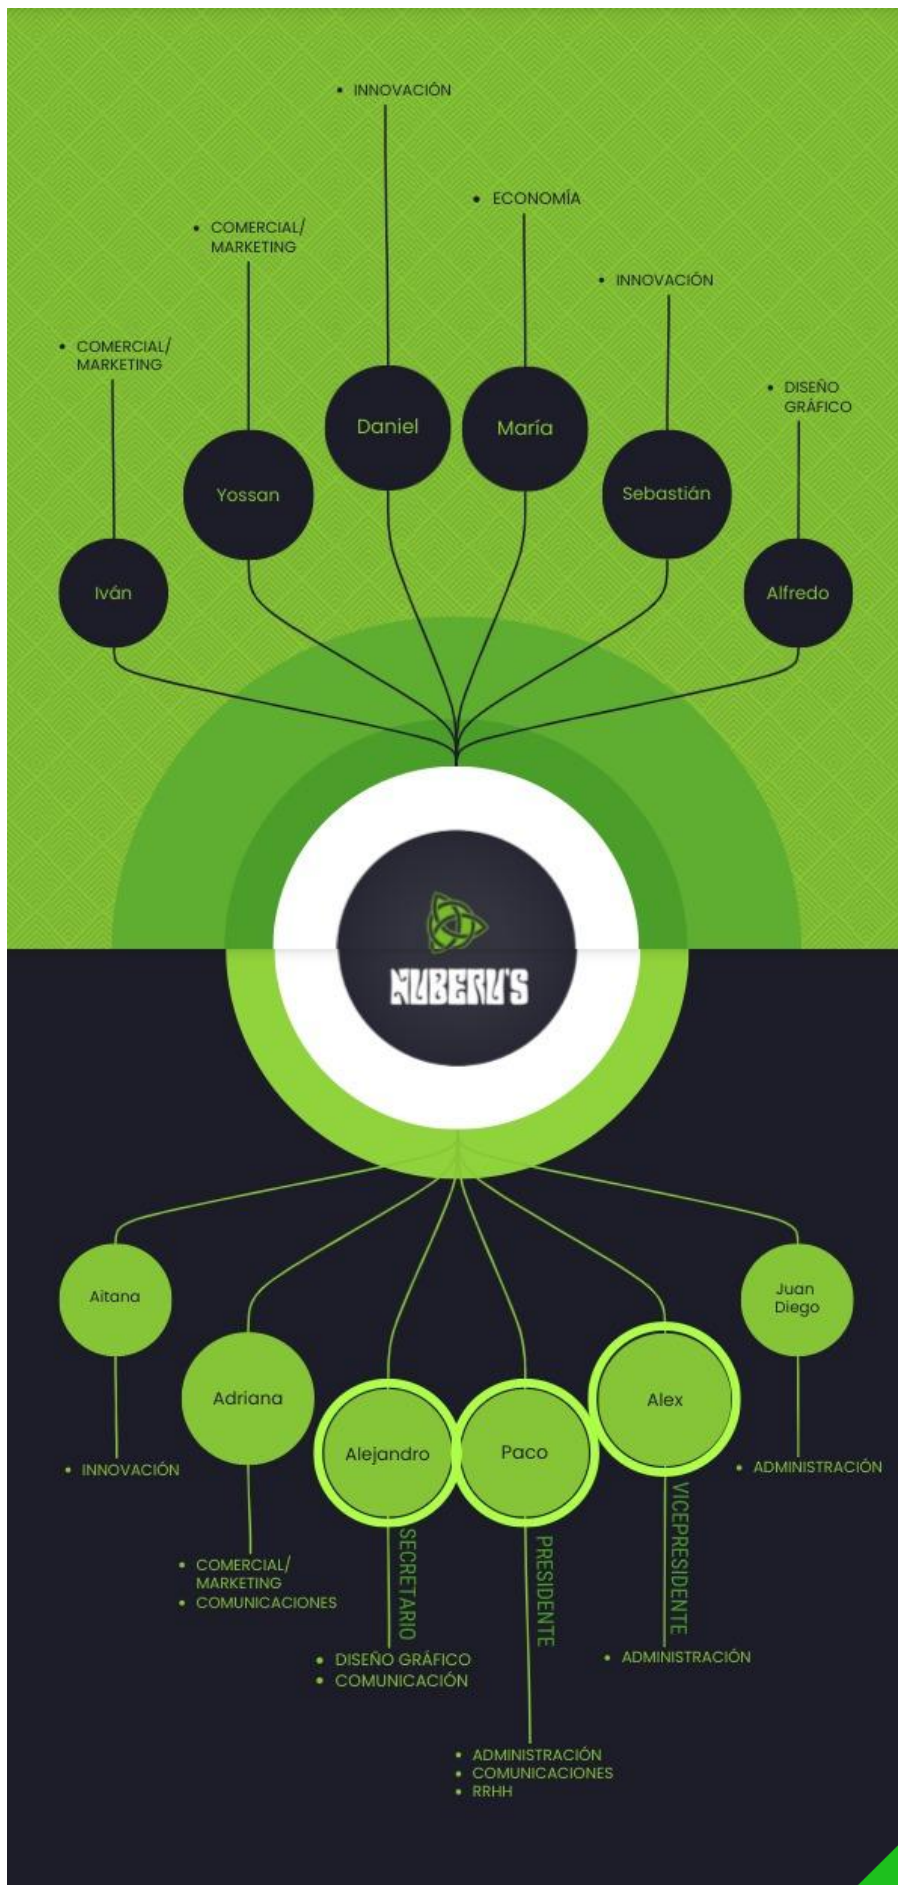 • INNOVACIÓN
• ECONOMÍA
• COMERCIAL/
MARKETING
• INNOVACIÓN
• COMERCIAL/
MARKETING
• DISEÑO
GRÁFICO
Daniel
María
Yossan
Sebastián
Iván
Alfredo
NUBERU'S
Aitana
Juan
Diego
Adriana
Alex
Alejandro
Paco
• INNOVACIÓN
• ADMINISTRACIÓN
VICEPRESIDENTE
SECRETARIO
PRESIDENTE
• COMERCIAL/
MARKETING
• COMUNICACIONES
• DISEÑO GRÁFICO
• COMUNICACIÓN
• ADMINISTRACIÓN
• ADMINISTRACIÓN
• COMUNICACIONES
• RRHH